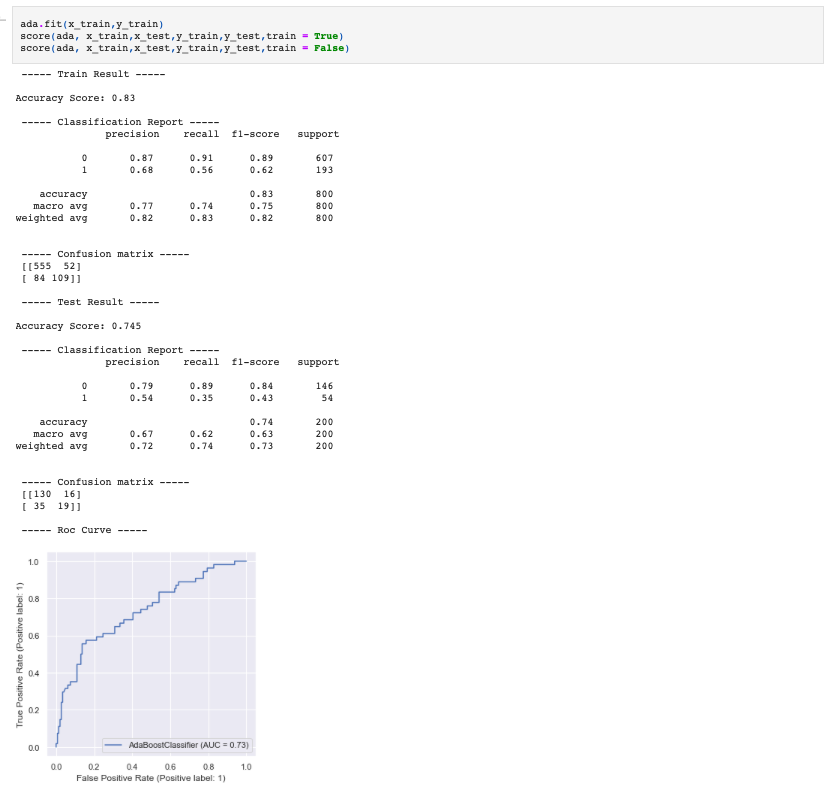 ada.fit(x_train,y_train)
score(ada, x_train,x_test,y_train,y_test,train = True)
score(ada, x_train,x_test,y_train,y_test,train = False)
----- Train Result -----
Accuracy Score: 0.83
----- Classification Report -----
precision recall f1-score support
0 0.87 0.91 0.89 607
1 0.68 0.56 0.62 193
accuracy 0.83 800
macro avg 0.77 0.74 0.75 800
weighted avg 0.82 0.83 0.82 800
----- Confusion matrix -----
[[555 52]
[ 84 109]]
----- Test Result -----
Accuracy Score: 0.745
----- Classification Report -----
precision recall f1-score support
0 0.79 0.89 0.84 146
1 0.54 0.35 0.43 54
accuracy 0.74 200
macro avg 0.67 0.62 0.63 200
weighted avg 0.72 0.74 0.73 200
----- Confusion matrix -----
[[130 16]
[ 35 19]]
----- Roc Curve -----
1.0
0.8
0.6
0.4
0.2
0.0
True Positive Rate (Positive label: 1)
AdaBoostClassifier (AUC = 0.73)
0.0 0.2 0.4 0.6 0.8 1.0
False Positive Rate (Positive label: 1)